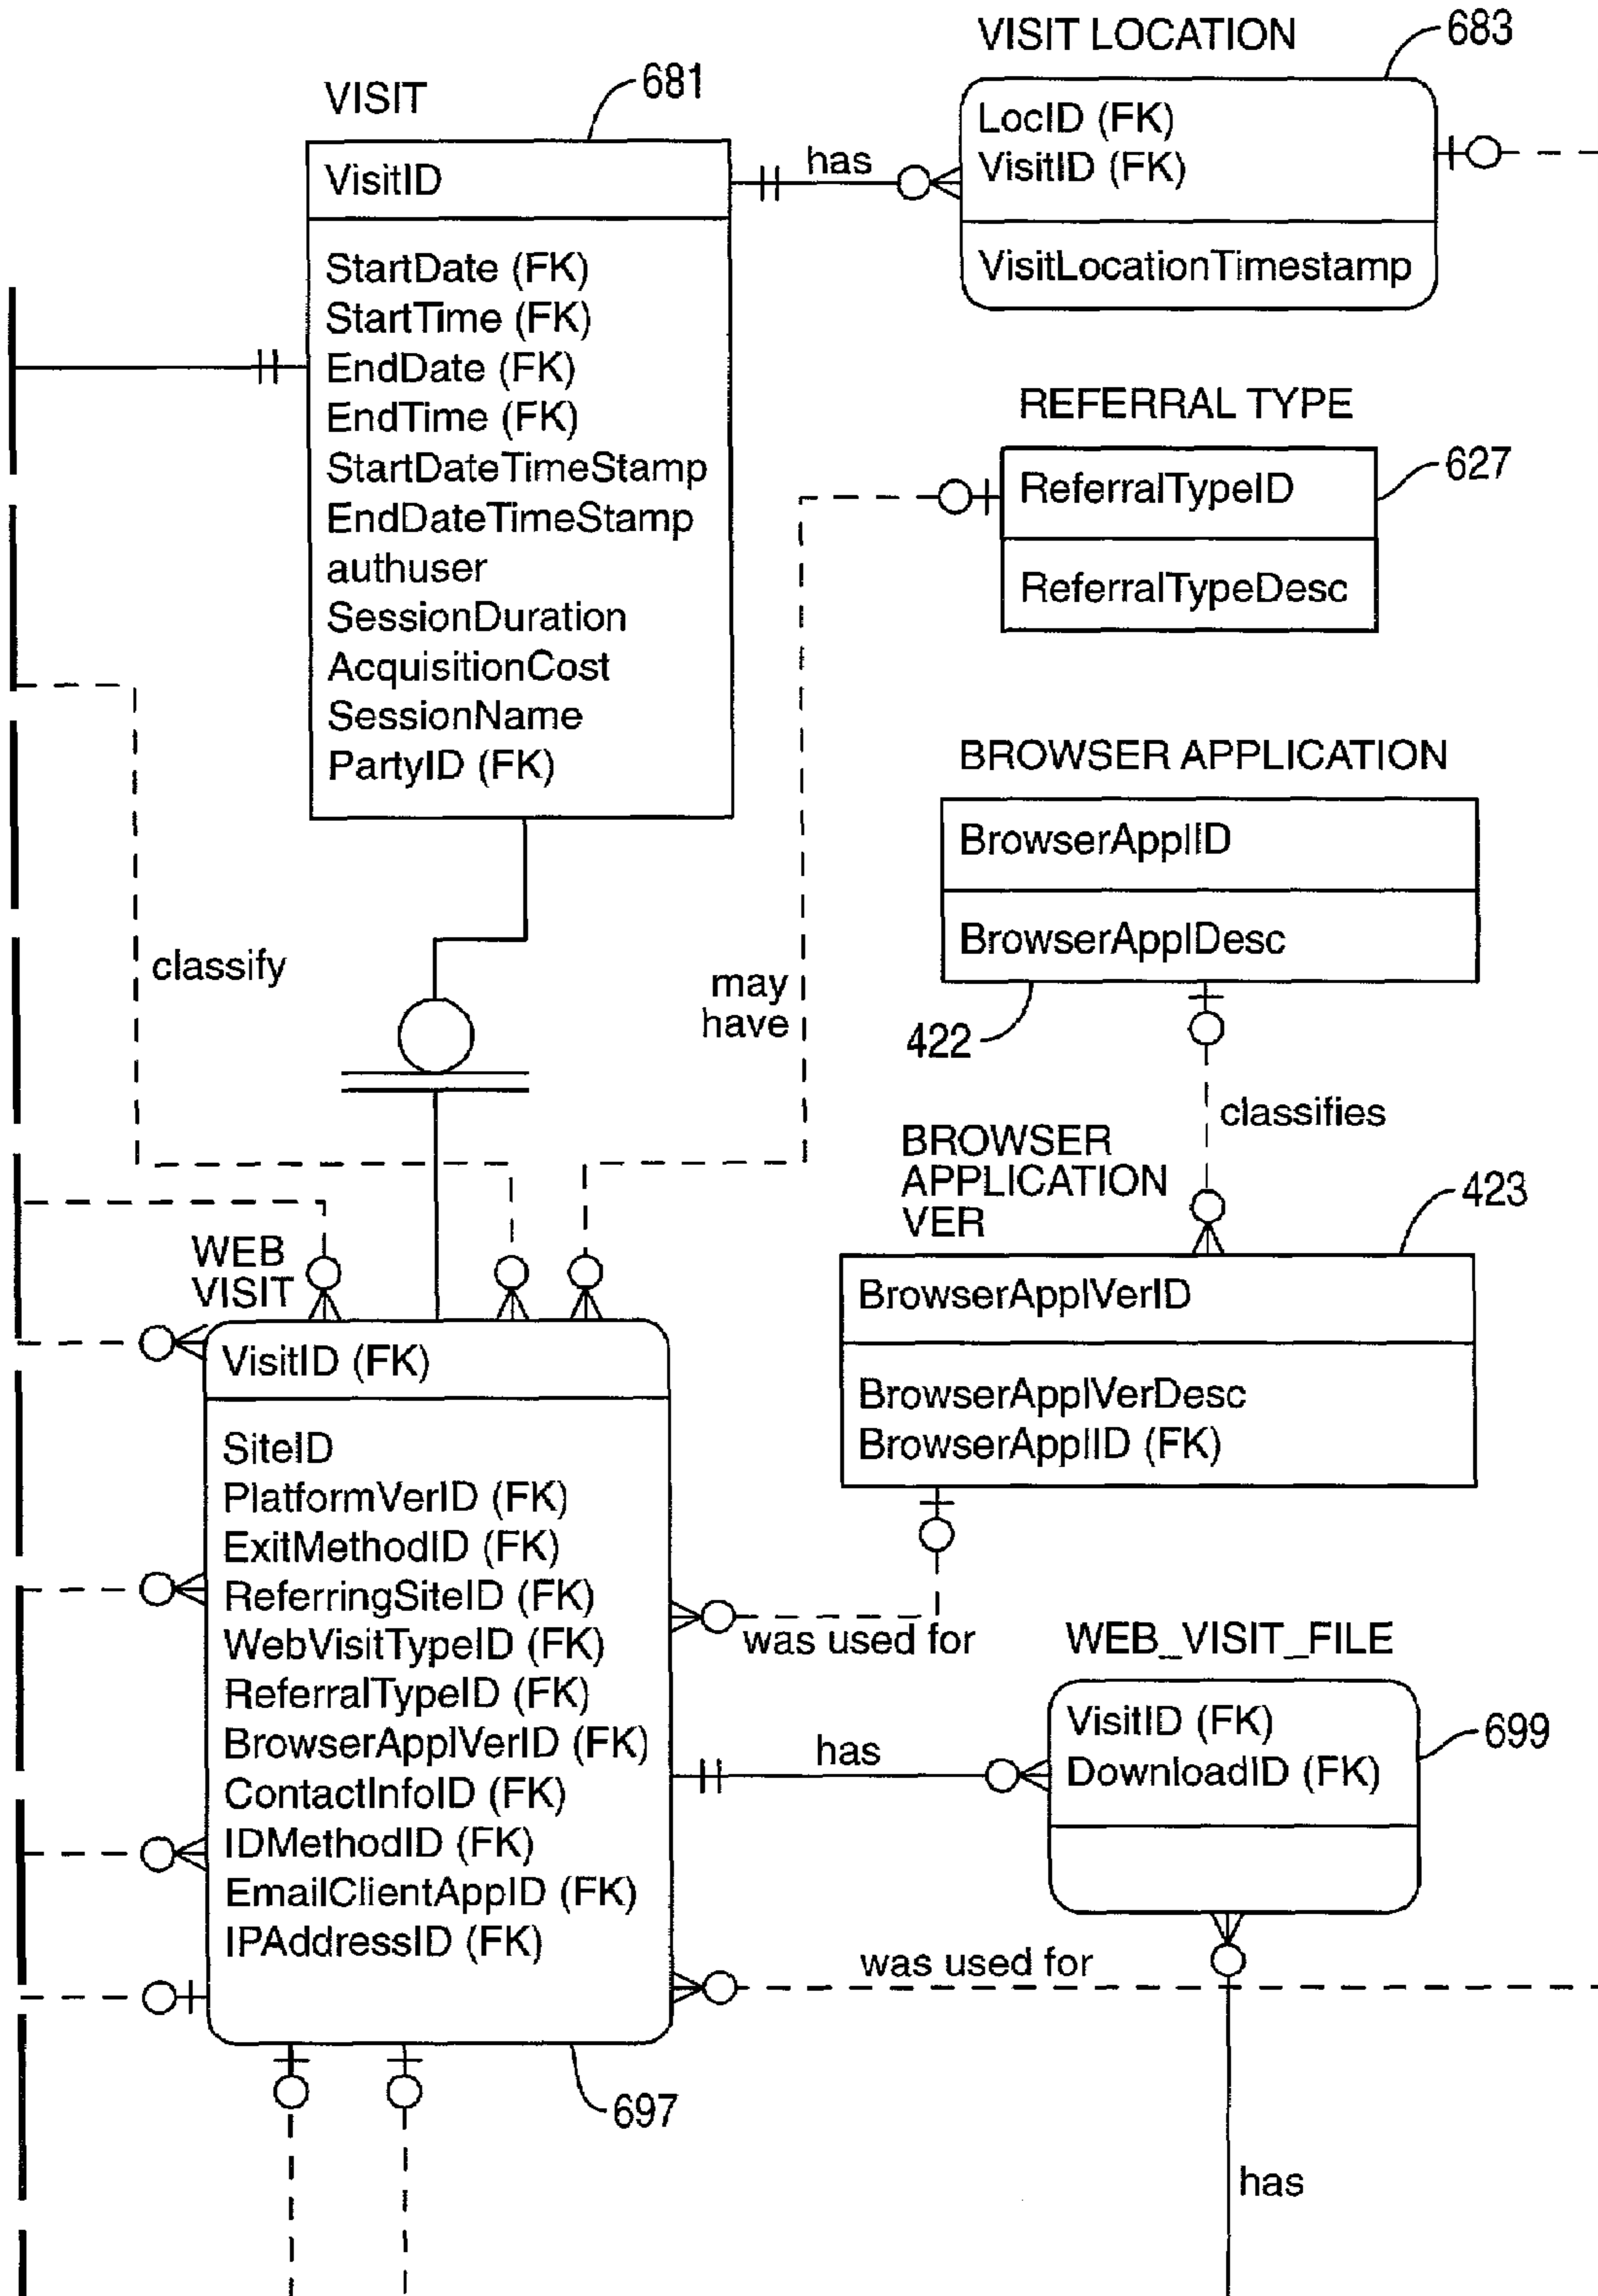 VISIT
681
VisitID
StartDate (FK)
StartTime (FK)
EndDate (FK)
EndTime (FK)
StartDateTimeStamp
EndDateTimeStamp
authuser
SessionDuration
AcquisitionCost
SessionName
PartyID (FK)
has
VISIT LOCATION
683
LocID (FK)
VisitID (FK)
VisitLocationTimestamp
REFERRAL TYPE
627
ReferralTypeID
ReferralTypeDesc
classify
may
have
BROWSER APPLICATION
BrowserApplID
BrowserApplDesc
422
classifies
BROWSER
APPLICATION
VER
423
BrowserApplVerID
BrowserApplVerDesc
BrowserApplID (FK)
WEB
VISIT
VisitID (FK)
SiteID
PlatformVerID (FK)
ExitMethodID (FK)
ReferringSiteID (FK)
WebVisitTypeID (FK)
ReferralTypeID (FK)
BrowserApplVerID (FK)
ContactInfoID (FK)
IDMethodID (FK)
EmailClientAppID (FK)
IPAddressID (FK)
697
was used for
has
WEB_VISIT_FILE
699
VisitID (FK)
DownloadID (FK)
was used for
has